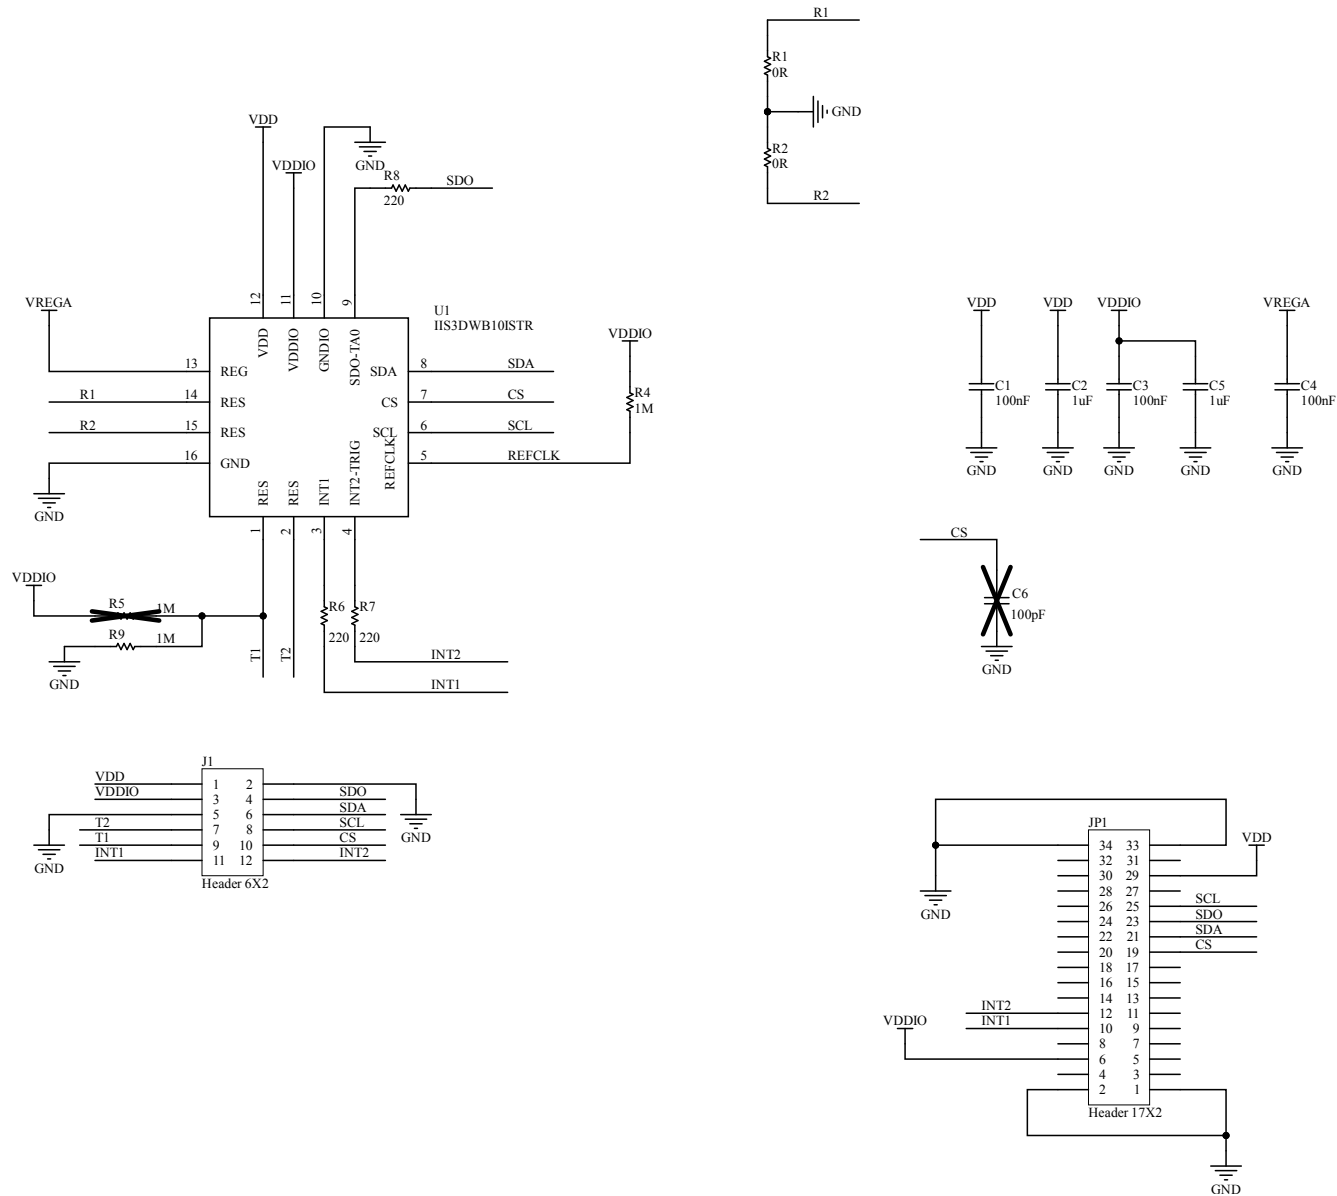 R1
R1
0R
GND
R2
0R
R2
VDD
VDDIO
GND
R8
220
SDO
12
11
10
9
VREGA
U1
IIS3DWB10ISTR
VDD
VDDIO
GNDIO
SDO-TA0
VDDIO
13
REG
SDA
8
SDA
R1
14
RES
CS
7
CS
R4
1M
R2
15
RES
SCL
6
SCL
16
GND
REFCLK
5
REFCLK
GND
RES
RES
INT1
INT2-TRIG
1
2
3
4
VDD
VDD
VDDIO
VREGA
C1
100nF
C2
1uF
C3
100nF
C5
1uF
C4
100nF
GND
GND
GND
GND
GND
CS
C6
100pF
GND
VDDIO
R5
1M
R9
1M
GND
T1
T2
R6
220
R7
220
INT2
INT1
J1
VDD 1 2
VDDIO 3 4 SDO
5 6 SDA
T2 7 8 SCL
T1 9 10 CS
INT1 11 12 INT2
GND
GND
Header 6X2
JP1
VDD
34 33
32 31
30 29
28 27
26 25 SCL
24 23 SDO
22 21 SDA
20 19 CS
18 17
16 15
14 13
INT2 12 11
INT1 10 9
8 7
6 5
4 3
2 1
GND
VDDIO
Header 17X2
GND